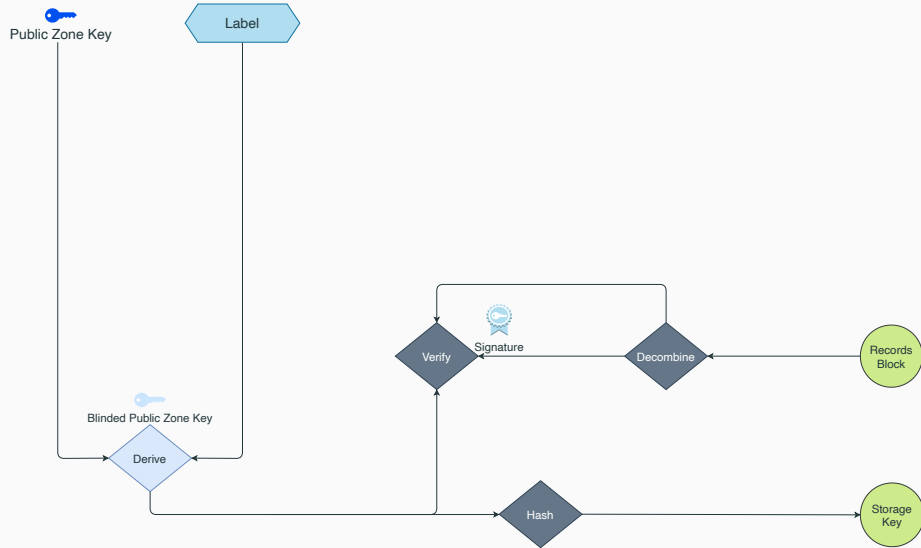 Public Zone Key
Label
Signature
Verify
Decombine
Records
Block
Blinded Public Zone Key
Derive
Hash
Storage
Key